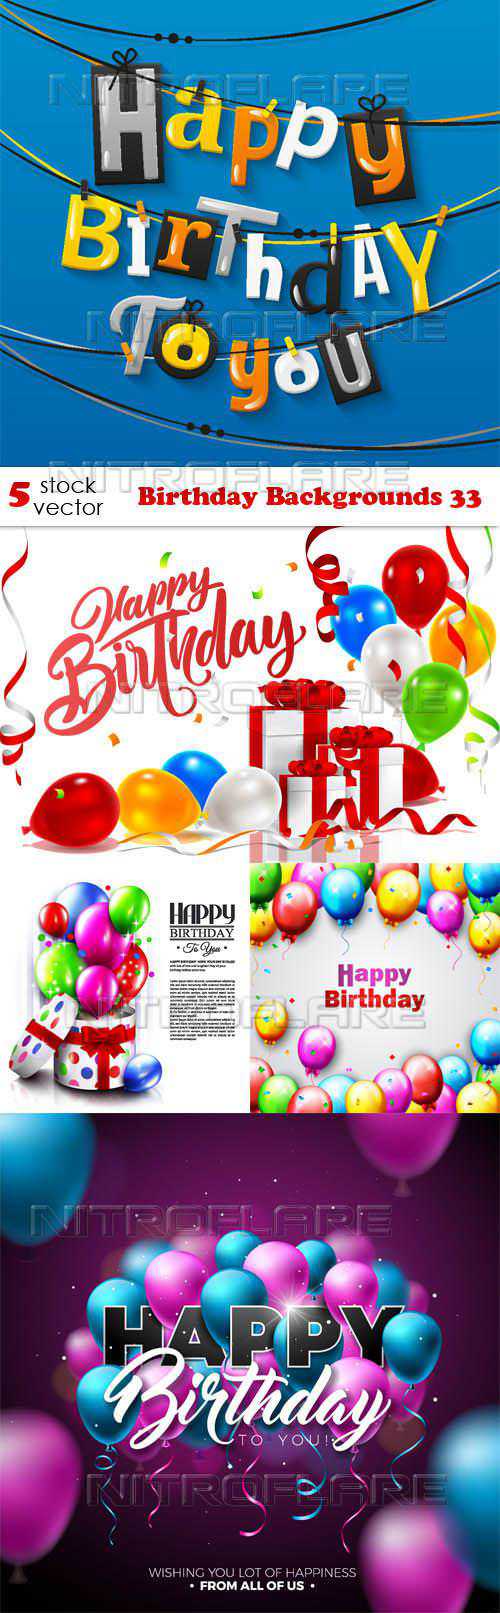 NITROFLARE
Happy
BirThdAY
To you
NITROFLARE
NITROFLARE
5 stock
vector
Birthday Backgrounds 33
Happy
Birthday
NITROFLARE
HAPPY
BIRTHDAY
To You
Happy
Birthday
NITROFLARE
NITROFLARE
HAPPY
Birthday
TO YOU!
NITROFLARE
WISHING YOU LOT OF HAPPINESS
• FROM ALL OF US •